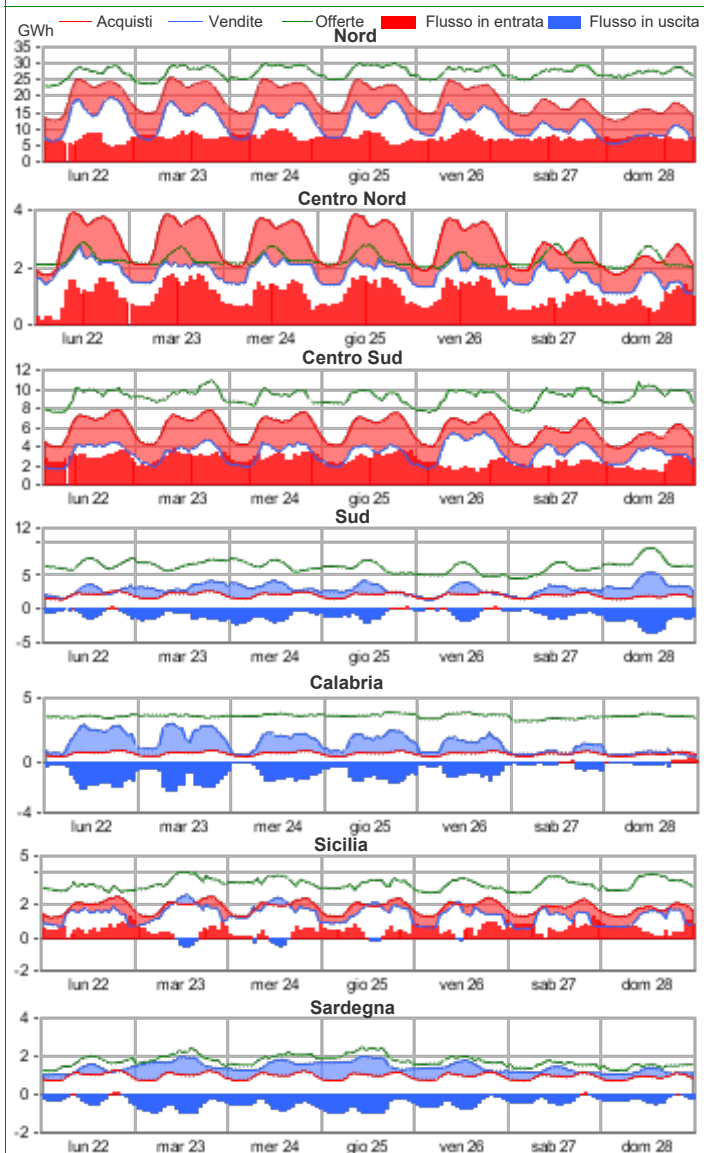 GWh Acquisti Vendite Offerte Flusso in entrata Flusso in uscita
Nord
35
30
25
20
15
10
5
0
lun 22 mar 23 mer 24 gio 25 ven 26 sab 27 dom 28
Centro Nord
4
2
0
lun 22 mar 23 mer 24 gio 25 ven 26 sab 27 dom 28
Centro Sud
12
10
8
6
4
2
0
lun 22 mar 23 mer 24 gio 25 ven 26 sab 27 dom 28
Sud
12
5
0
-5
lun 22 mar 23 mer 24 gio 25 ven 26 sab 27 dom 28
Calabria
5
0
-4
lun 22 mar 23 mer 24 gio 25 ven 26 sab 27 dom 28
Sicilia
5
2
0
-2
lun 22 mar 23 mer 24 gio 25 ven 26 sab 27 dom 28
Sardegna
4
2
0
-2
lun 22 mar 23 mer 24 gio 25 ven 26 sab 27 dom 28